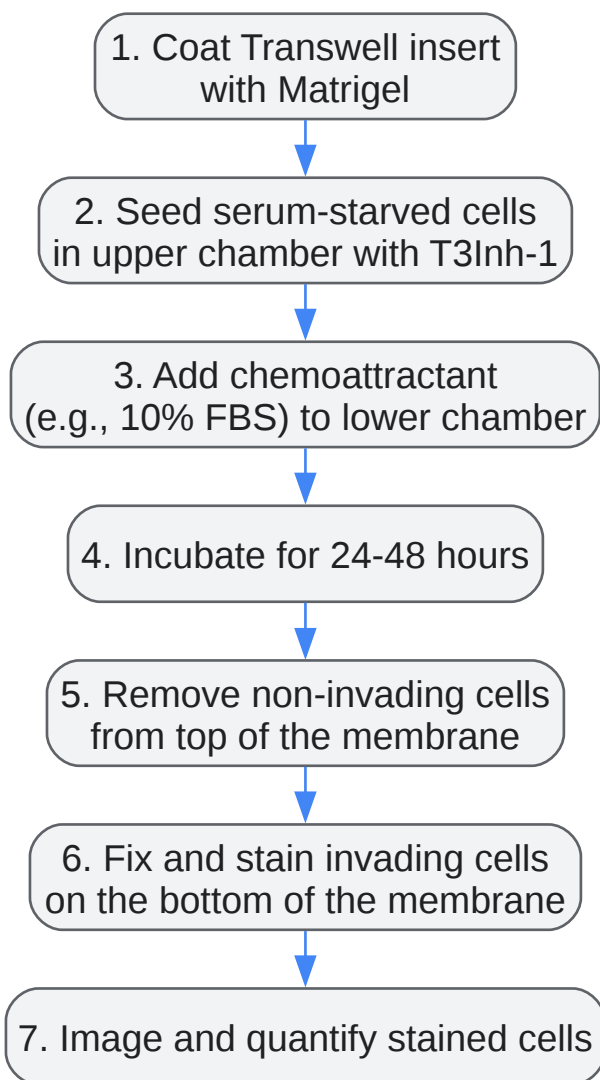 1. Coat Transwell insert
with Matrigel
2. Seed serum-starved cells
in upper chamber with T3Inh-1
3. Add chemoattractant
(e.g., 10% FBS) to lower chamber
4. Incubate for 24-48 hours
5. Remove non-invading cells
from top of the membrane
6. Fix and stain invading cells
on the bottom of the membrane
7. Image and quantify stained cells